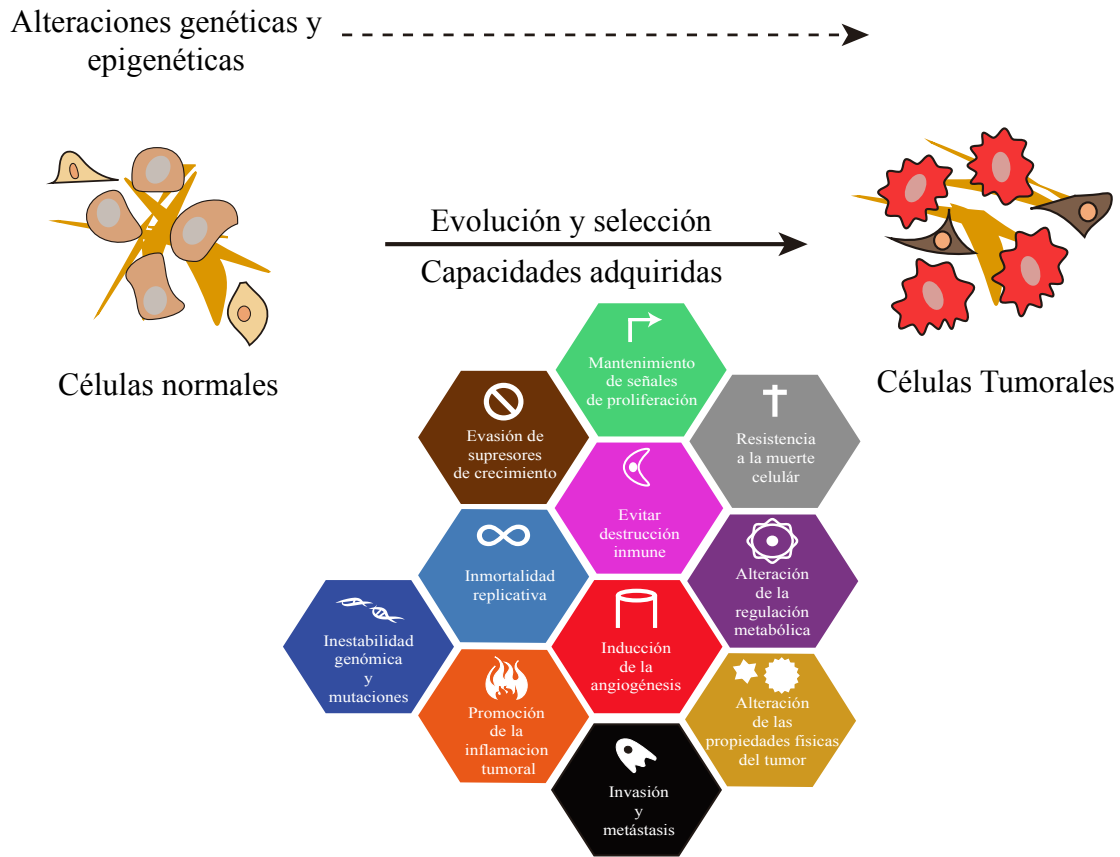 Alteraciones genéticas y
epigenéticas
Evolución y selección
Capacidades adquiridas
Células normales
Células Tumorales
Mantenimiento
de señales
de proliferación
Evasión de
supresores
de crecimiento
Resistencia
a la muerte
celulár
Evitar
destrucción
inmune
Inmortalidad
replicativa
Alteración
de la
regulación
metabólica
Inestabilidad
genómica
y
mutaciones
Inducción
de la
angiogénesis
Promoción
de la
inflamacion
tumoral
Alteración
de las
propiedades fisicas
del tumor
Invasión
y
metástasis